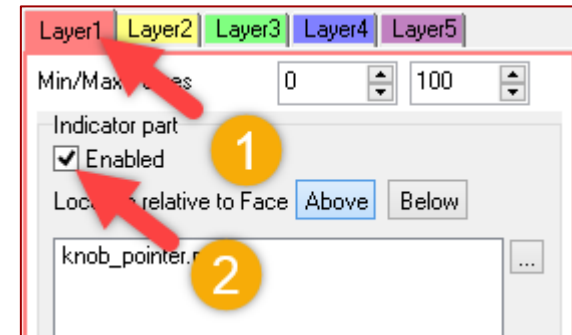 Layer1 Layer2 Layer3 Layer4 Layer5
Min/Max 0 100
Indicator part
Enabled 1
relative to Face Above Below
knob_pointer. ...
2